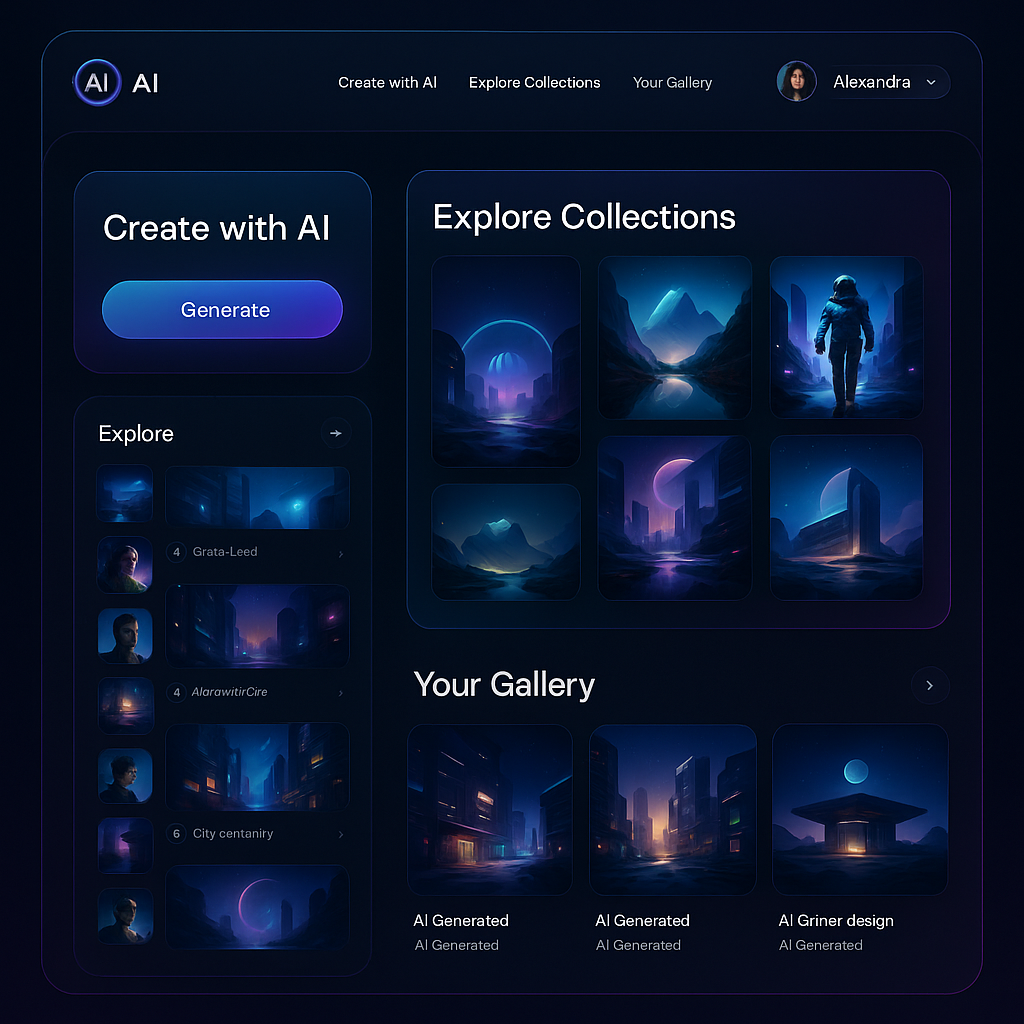 AI AI
Create with AI
Explore Collections
Your Gallery
Alexandra
Create with AI
Generate
Explore
4 Grata-Leed
4 AlarawitirCire
6 City centaniry
Explore Collections
Your Gallery
AI Generated
AI Generated
AI Generated
AI Generated
AI Griner design
AI Generated